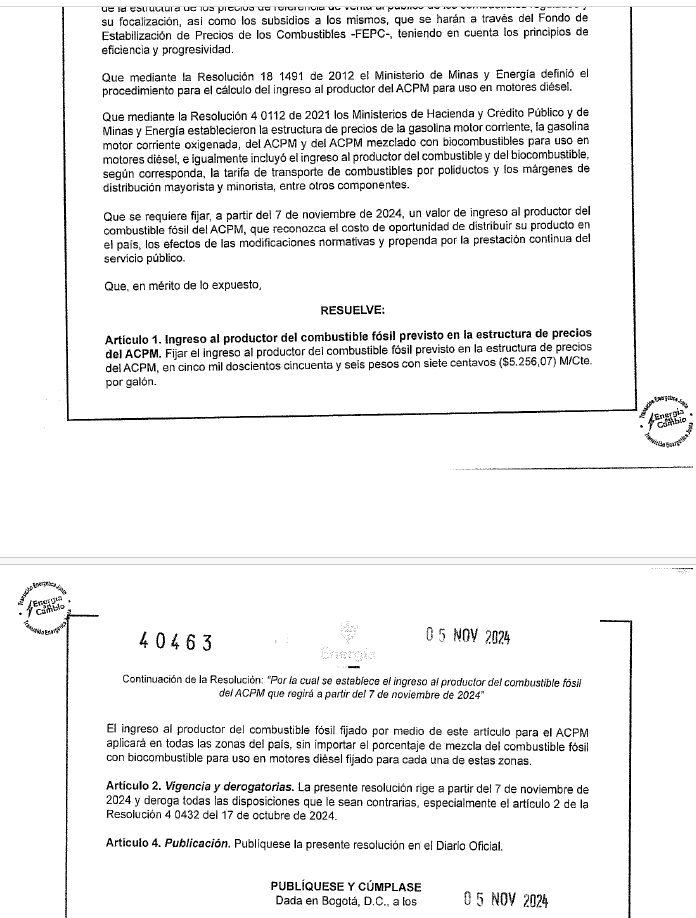 su focalización, así como los subsidios a los mismos, que se harán a través del Fondo de
Estabilización de Precios de los Combustibles -FEPC-, teniendo en cuenta los principios de
eficiencia y progresividad.
Que mediante la Resolución 18 1491 de 2012 el Ministerio de Minas y Energía definió el
procedimiento para el cálculo del ingreso al productor del ACPM para uso en motores diésel.
Que mediante la Resolución 4 0112 de 2021 los Ministerios de Hacienda y Crédito Público y de
Minas y Energía establecieron la estructura de precios de la gasolina motor corriente, la gasolina
motor corriente oxigenada, del ACPM y del ACPM mezclado con biocombustibles para uso en
motores diésel, e igualmente incluyó el ingreso al productor del combustible y del biocombustible,
según corresponda, la tarifa de transporte de combustibles por poliductos y los márgenes de
distribución mayorista y minorista, entre otros componentes.
Que se requiere fijar, a partir del 7 de noviembre de 2024, un valor de ingreso al productor del
combustible fósil del ACPM, que reconozca el costo de oportunidad de distribuir su producto en
el país, los efectos de las modificaciones normativas y propenda por la prestación continua del
servicio público.
Que, en mérito de lo expuesto,
RESUELVE:
Artículo 1. Ingreso al productor del combustible fósil previsto en la estructura de precios
del ACPM. Fijar el ingreso al productor del combustible fósil previsto en la estructura de precios
del ACPM, en cinco mil doscientos cincuenta y seis pesos con siete centavos ($5.256,07) M/Cte.
por galón.
Transición Energética Justa
Energía
Cambio
Transición Energética Justa
Transición Energética Justa
Energía
Cambio
Transición Energética Justa
40463
Energía
05 NOV 2024
Continuación de la Resolución: "Por la cual se establece el ingreso al productor del combustible fósil
del ACPM que regirá a partir del 7 de noviembre de 2024"
El ingreso al productor del combustible fósil fijado por medio de este artículo para el ACPM
aplicará en todas las zonas del país, sin importar el porcentaje de mezcla del combustible fósil
con biocombustible para uso en motores diésel fijado para cada una de estas zonas.
Artículo 2. Vigencia y derogatorias. La presente resolución rige a partir del 7 de noviembre de
2024 y deroga todas las disposiciones que le sean contrarias, especialmente el artículo 2 de la
Resolución 4 0432 del 17 de octubre de 2024.
Artículo 4. Publicación. Publíquese la presente resolución en el Diario Oficial.
PUBLÍQUESE Y CÚMPLASE
Dada en Bogotá, D.C., a los
05 NOV 2024